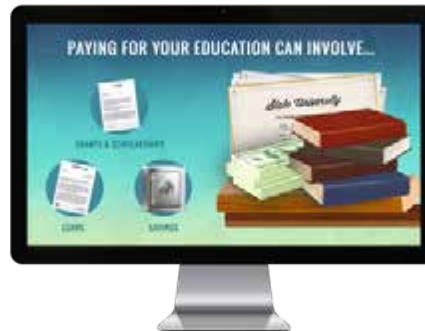 PAYING FOR YOUR EDUCATION CAN INVOLVE...
State University
GRANTS & SCHOLARSHIPS
LOANS
SAVINGS